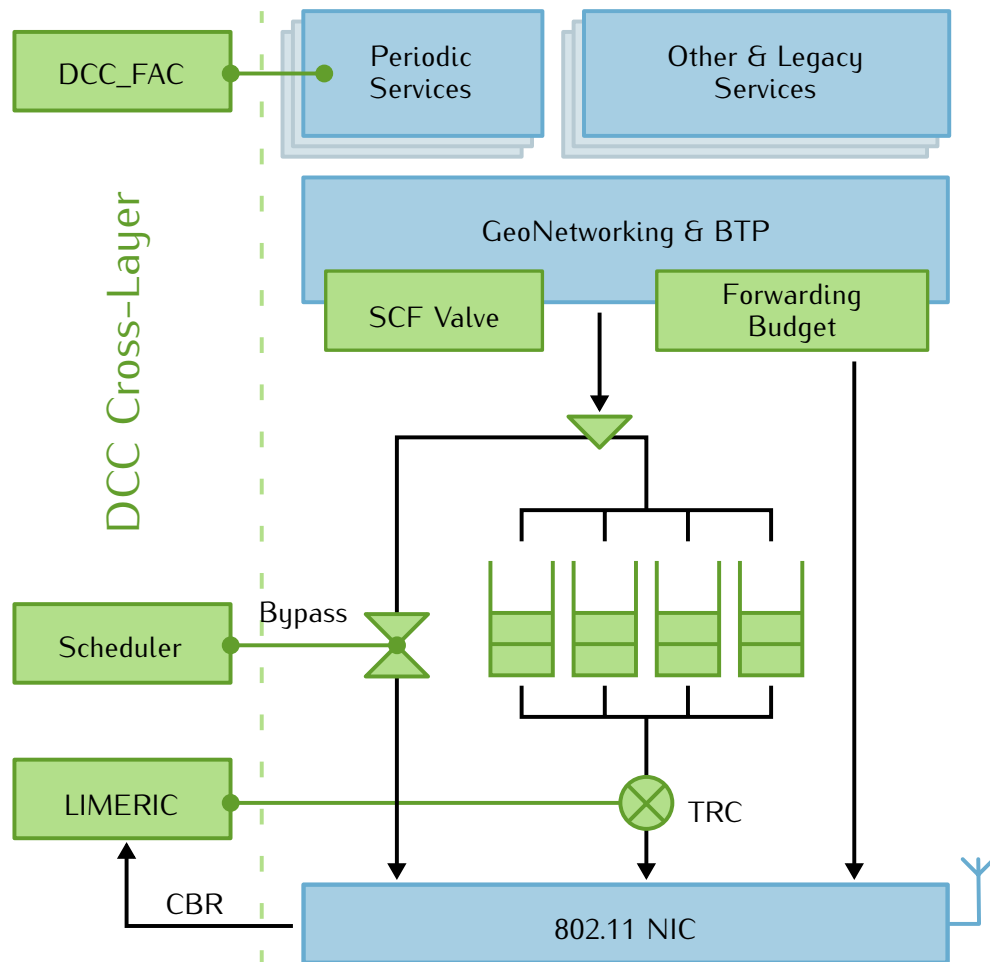 DCC_FAC
Periodic
Services
Other & Legacy
Services
DCC Cross-Layer
GeoNetworking & BTP
SCF Valve
Forwarding
Budget
Bypass
Scheduler
LIMERIC
TRC
CBR
802.11 NIC